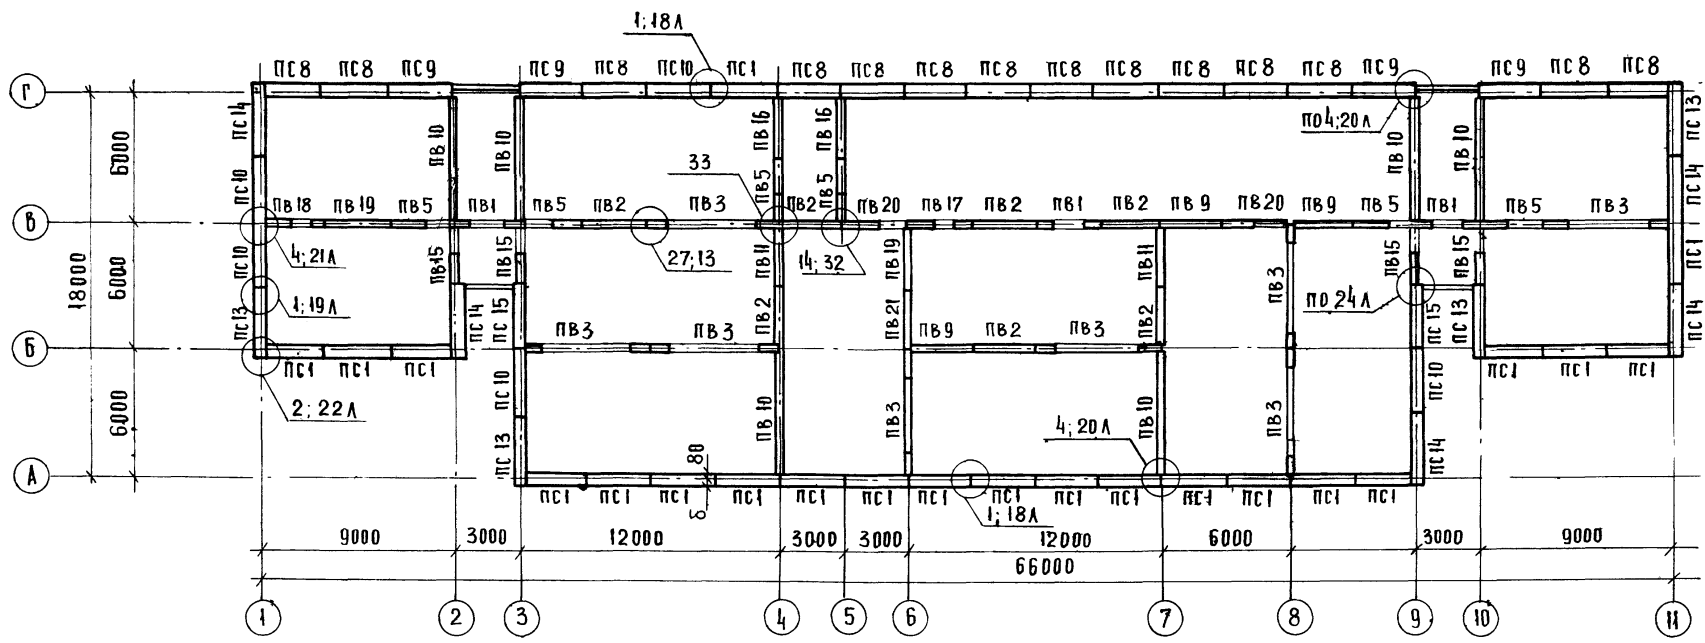 1; 18Л
ПС8 ПС8 ПС9 ПС9 ПС8 ПС10 ПС1 ПС8 ПС8 ПС8 ПС8 ПС8 ПС8 ПС8 ПС8 ПС8 ПС9 ПС9 ПС8 ПС8
Г
ПС14 ПВ10 ПВ10 ПВ16 ПВ16 ПО4; 20Л ПВ10 ПВ10 ПС13
6000
33
ПС10 ПВ5 ПВ5 ПС14
В
ПВ18 ПВ19 ПВ5 ПВ1 ПВ5 ПВ2 ПВ3 ПВ2 ПВ20 ПВ17 ПВ2 ПВ1 ПВ2 ПВ9 ПВ20 ПВ9 ПВ5 ПВ1 ПВ5 ПВ3
18000
6000
ПС10 4; 21Л ПВ15 ПВ15 27; 13 ПВ11 14; 32 ПВ19 ПВ11 ПВ3 ПВ15 ПВ15 ПС1
ПС13 1; 19Л ПС14 ПС15 ПВ2 ПВ21 ПВ2 ПО 24Л ПС15 ПС13 ПС14
ПВ3 ПВ3 ПВ9 ПВ2 ПВ3
Б
ПС1 ПС1 ПС1 ПС1 ПС1 ПС1
6000
2; 22Л
ПС10 ПВ10 ПВ3 ПВ10 ПВ3 ПС10
4; 20Л
ПС13 ПС14
80
А
Б
ПС1 ПС1 ПС1 ПС1 ПС1 ПС1 ПС1 ПС1 ПС1 ПС1 ПС1 ПС1 ПС1 ПС1
1; 18Л
9000 3000 12000 3000 3000 12000 6000 3000 9000
66000
1 2 3 4 5 6 7 8 9 10 11